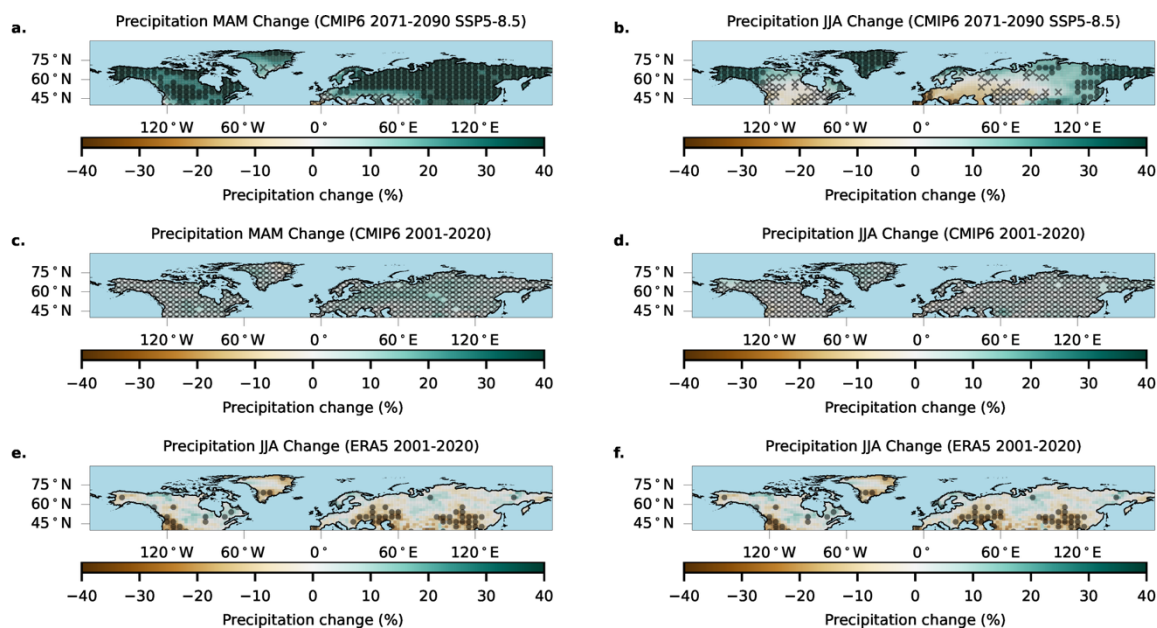 a. Precipitation MAM Change (CMIP6 2071-2090 SSP5-8.5)
75° N
60° N
45° N
120° W 60° W 0° 60° E 120° E
−40 −30 −20 −10 0 10 20 30 40
Precipitation change (%)
b. Precipitation JJA Change (CMIP6 2071-2090 SSP5-8.5)
75° N
60° N
45° N
120° W 60° W 0° 60° E 120° E
−40 −30 −20 −10 0 10 20 30 40
Precipitation change (%)
c. Precipitation MAM Change (CMIP6 2001-2020)
75° N
60° N
45° N
120° W 60° W 0° 60° E 120° E
−40 −30 −20 −10 0 10 20 30 40
Precipitation change (%)
d. Precipitation JJA Change (CMIP6 2001-2020)
75° N
60° N
45° N
120° W 60° W 0° 60° E 120° E
−40 −30 −20 −10 0 10 20 30 40
Precipitation change (%)
e. Precipitation JJA Change (ERA5 2001-2020)
75° N
60° N
45° N
120° W 60° W 0° 60° E 120° E
−40 −30 −20 −10 0 10 20 30 40
Precipitation change (%)
f. Precipitation JJA Change (ERA5 2001-2020)
75° N
60° N
45° N
120° W 60° W 0° 60° E 120° E
−40 −30 −20 −10 0 10 20 30 40
Precipitation change (%)